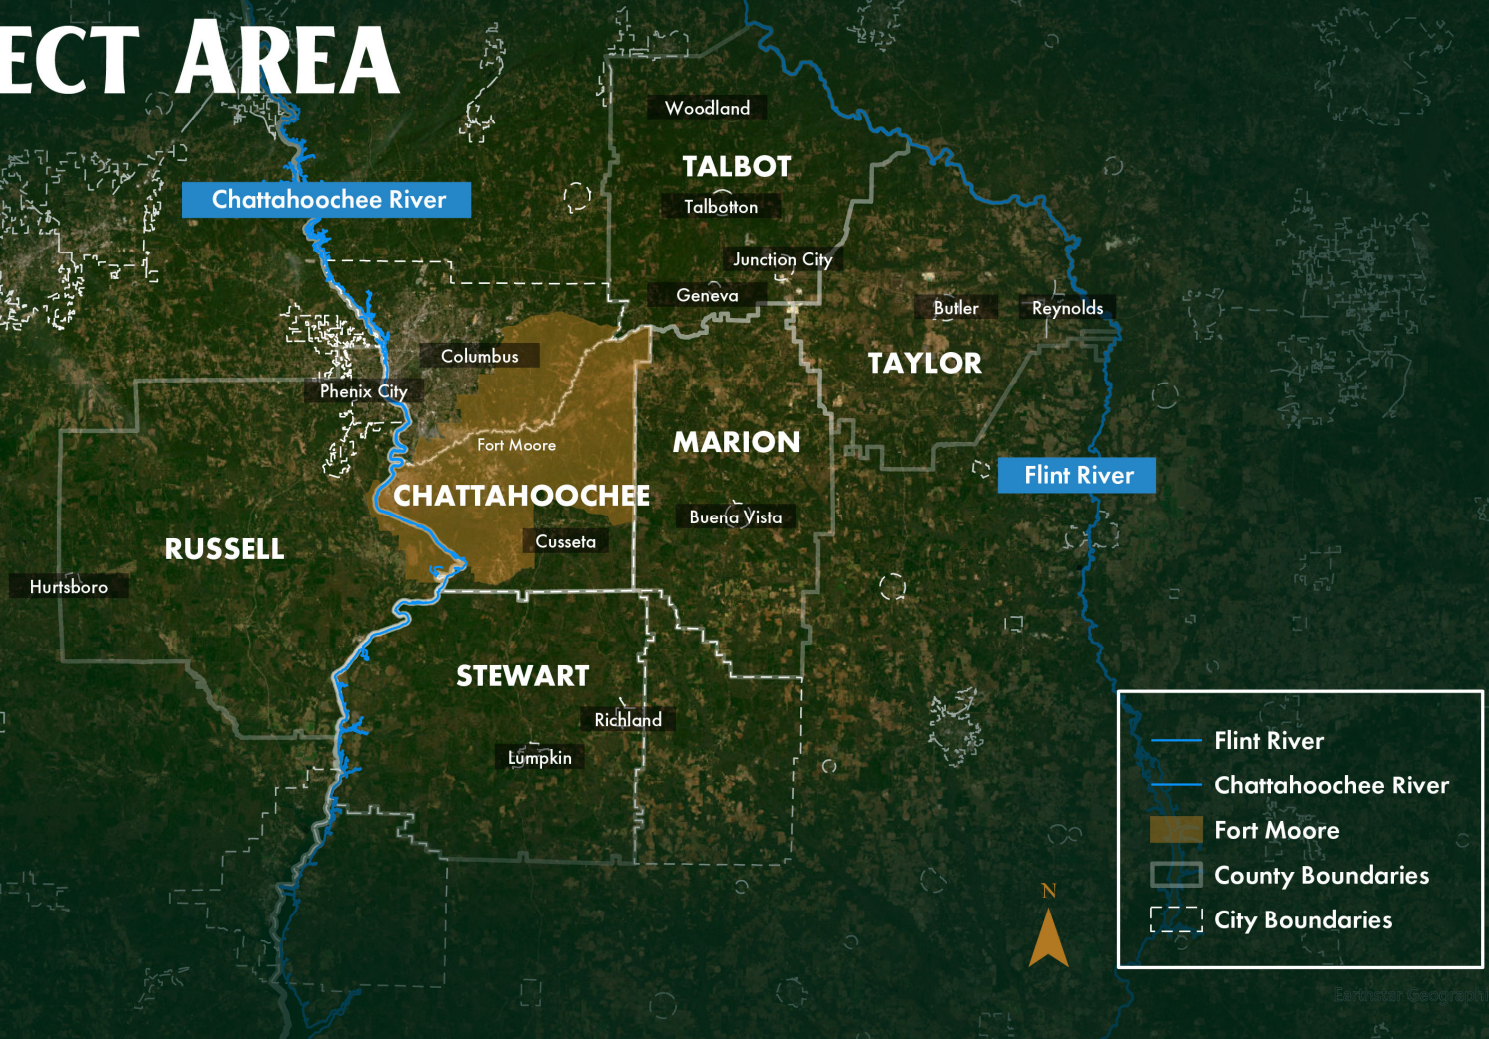 ECT AREA
Woodland
TALBOT
Chattahoochee River
Talbotton
Junction City
Geneva
Butler
Reynolds
Columbus
TAYLOR
Phenix City
Fort Moore
MARION
Flint River
CHATTAHOOCHEE
Buena Vista
Cusseta
RUSSELL
Hurtsboro
STEWART
Richland
Lumpkin
Flint River
Chattahoochee River
Fort Moore
County Boundaries
City Boundaries
N
Earthstar Geographi